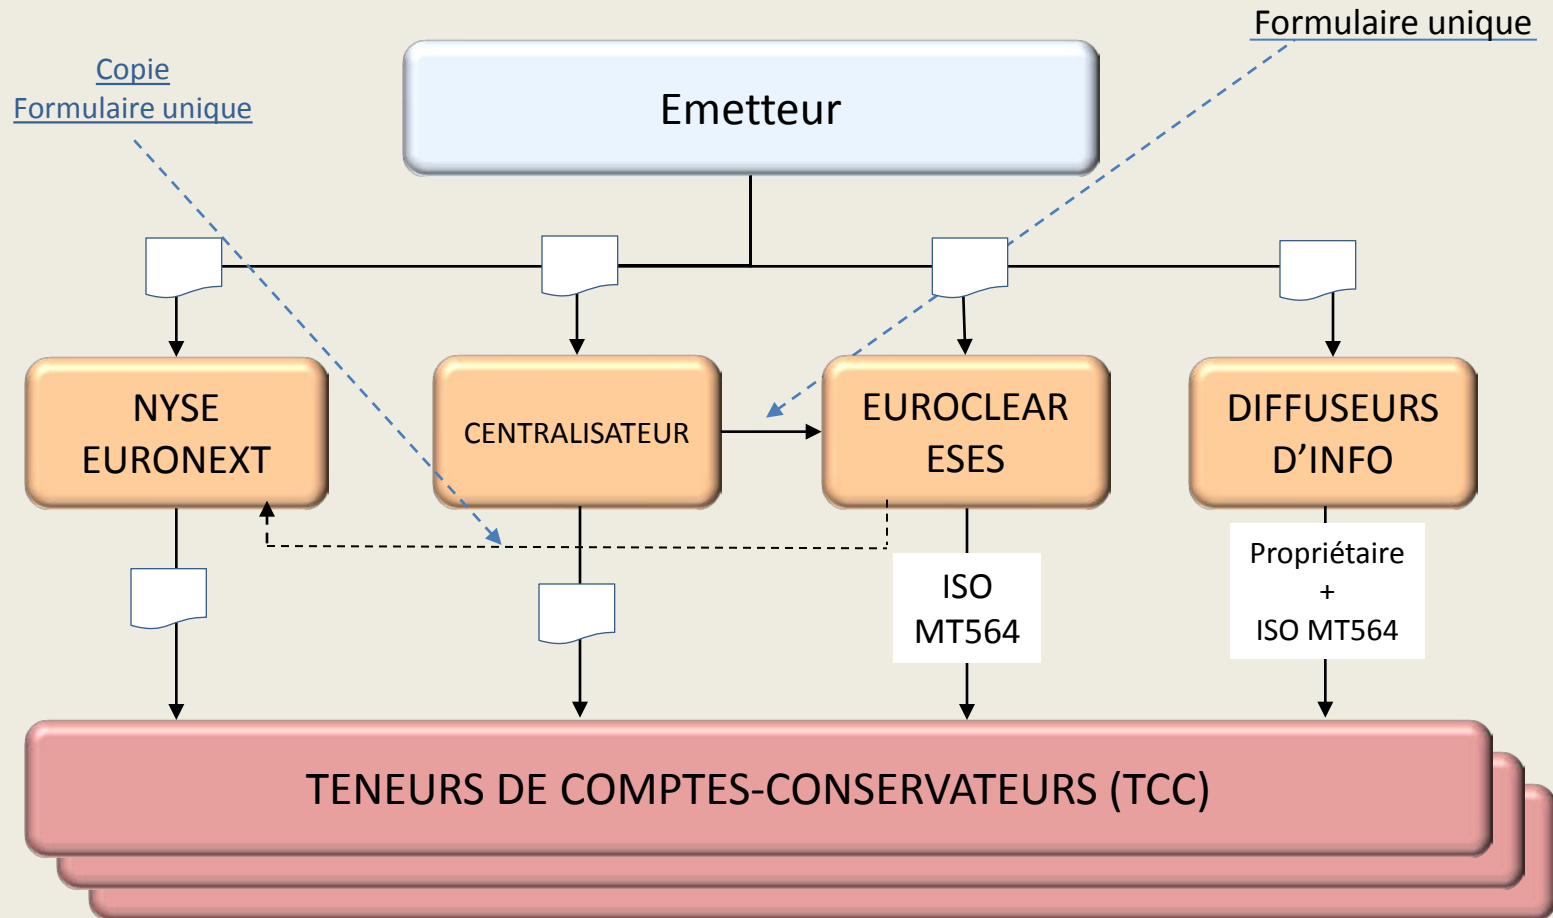 Formulaire unique
Copie
Formulaire unique
Emetteur
NYSE
EURONEXT
CENTRALISATEUR
EUROCLEAR
ESES
DIFFUSEURS
D’INFO
ISO
MT564
Propriétaire
+
ISO MT564
TENEURS DE COMPTES-CONSERVATEURS (TCC)